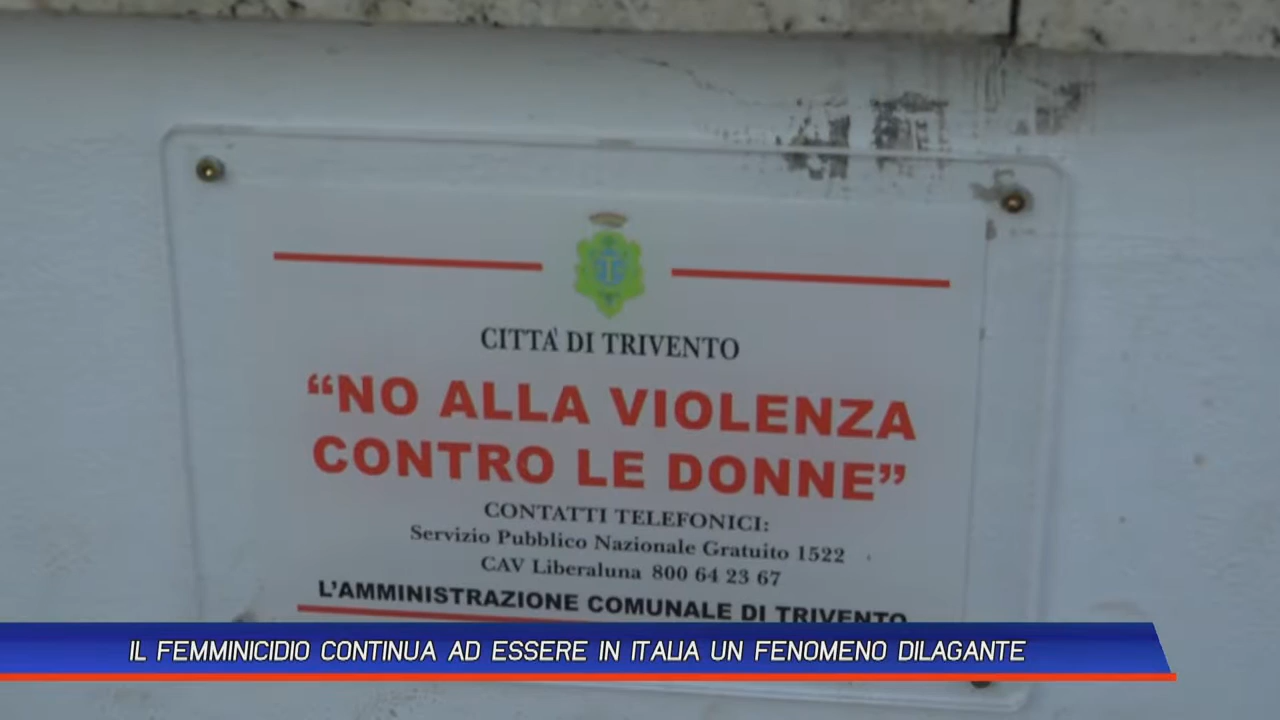 CITTÀ DI TRIVENTO
“NO ALLA VIOLENZA
CONTRO LE DONNE”
CONTATTI TELEFONICI:
Servizio Pubblico Nazionale Gratuito 1522
CAV Liberaluna 800 64 23 67
L’AMMINISTRAZIONE COMUNALE DI TRIVENTO
IL FEMMINICIDIO CONTINUA AD ESSERE IN ITALIA UN FENOMENO DILAGANTE